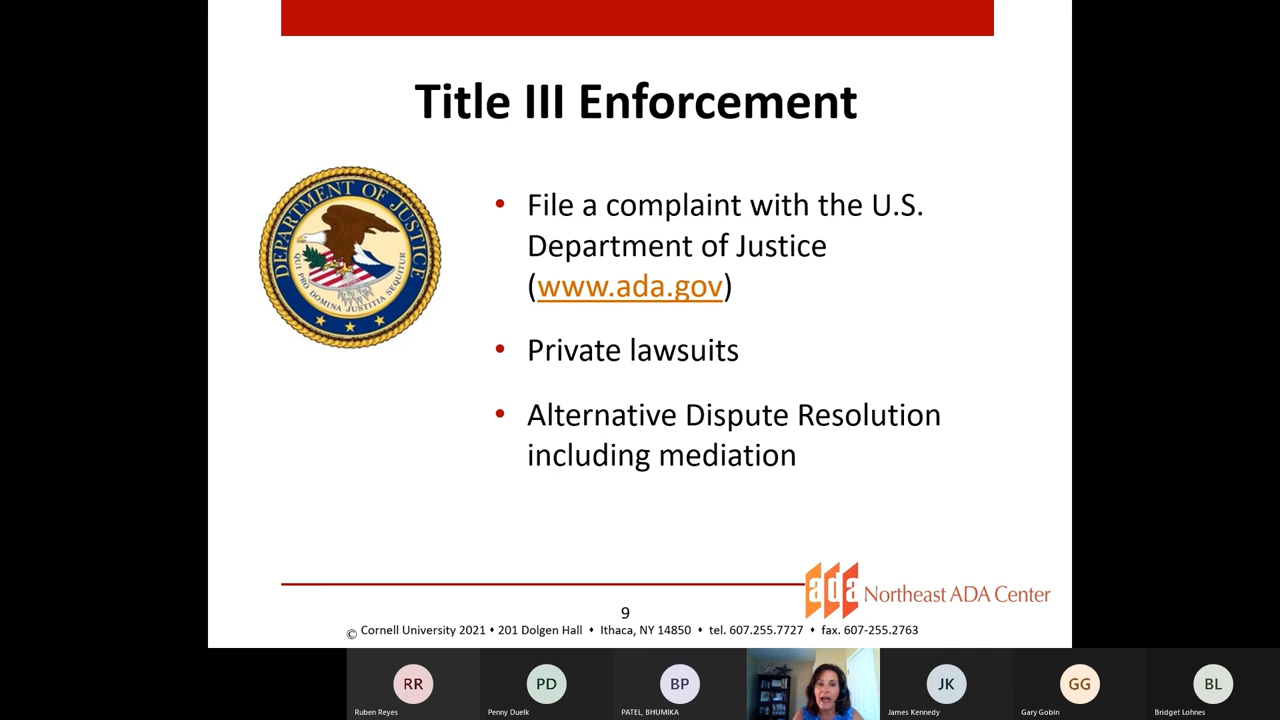 Title III Enforcement
DEPARTMENT OF JUSTICE
QUI PRO DOMINA JUSTITIA SEQUITUR
• File a complaint with the U.S.
Department of Justice
(www.ada.gov)
• Private lawsuits
• Alternative Dispute Resolution
including mediation
ada Northeast ADA Center
9
© Cornell University 2021 • 201 Dolgen Hall • Ithaca, NY 14850 • tel. 607.255.7727 • fax. 607-255.2763
RR PD BP JK GG BL
Ruben Reyes Penny Duelk PATEL, BHUMIKA James Kennedy Gary Gobin Bridget Lohnes